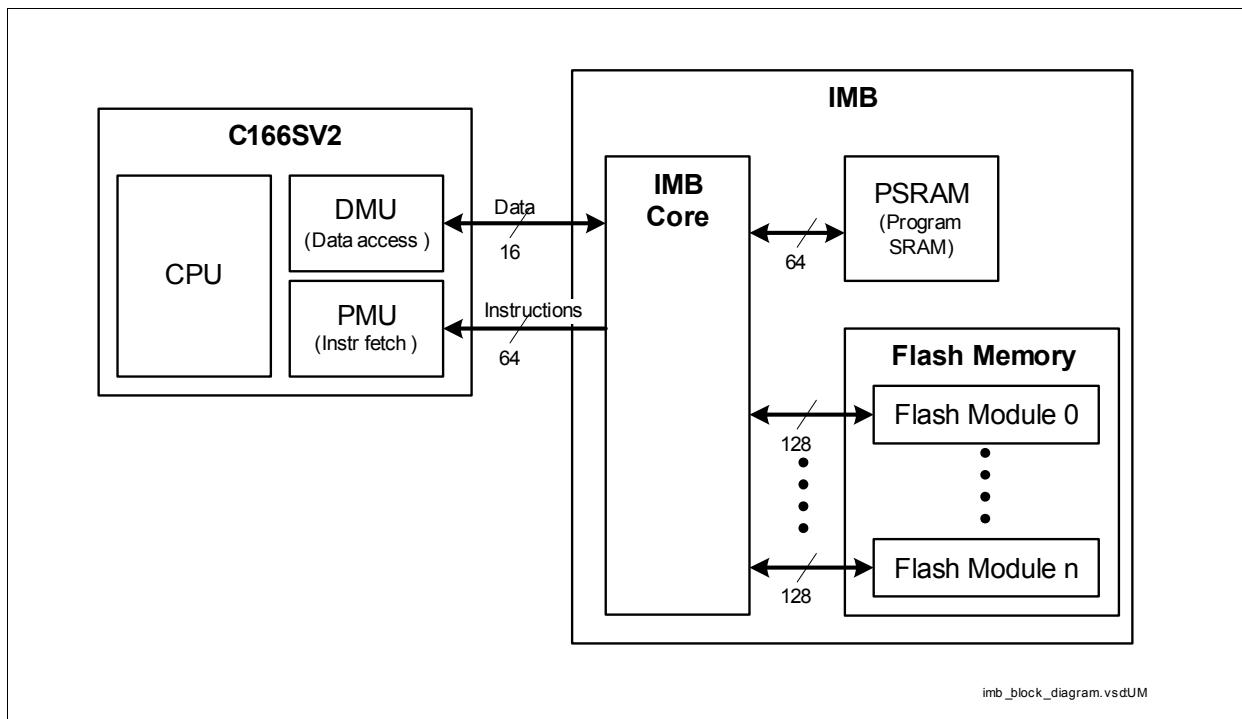 IMB
C166SV2
IMB
Core
PSRAM
(Program
SRAM)
DMU
(Data access )
Data
16
64
CPU
PMU
(Instr fetch )
Instructions
64
Flash Memory
Flash Module 0
128
Flash Module n
128
imb_block_diagram.vsdUM